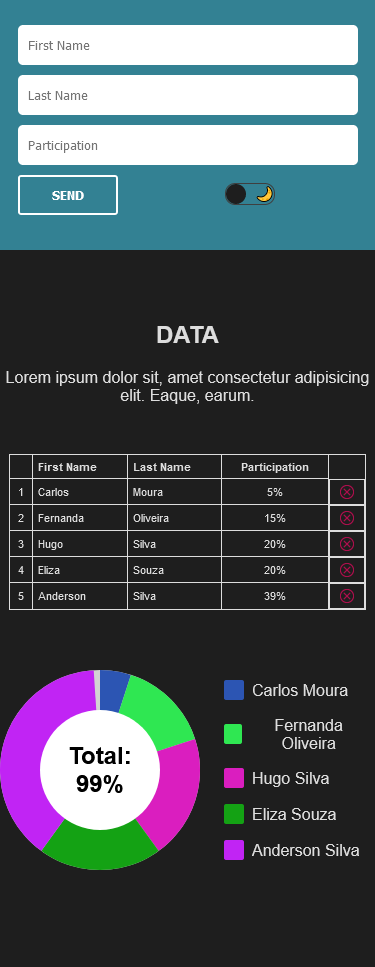 First Name
Last Name
Participation
SEND
DATA
Lorem ipsum dolor sit, amet consectetur adipisicing
elit. Eaque, earum.
First Name Last Name Participation
1 Carlos Moura 5%
2 Fernanda Oliveira 15%
3 Hugo Silva 20%
4 Eliza Souza 20%
5 Anderson Silva 39%
Total:
99%
Carlos Moura
Fernanda
Oliveira
Hugo Silva
Eliza Souza
Anderson Silva